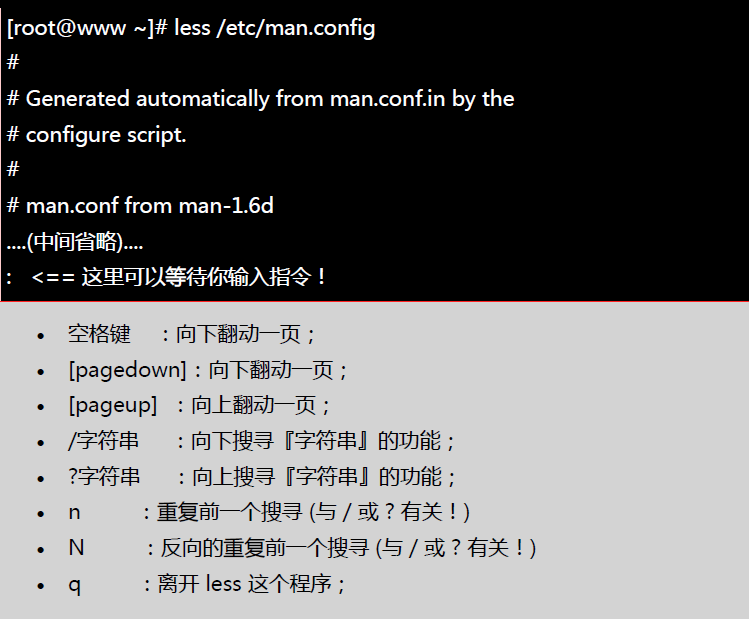 [root@www ~]# less /etc/man.config
#
# Generated automatically from man.conf.in by the
# configure script.
#
# man.conf from man-1.6d
....(中间省略)....
:   <== 这里可以等待你输入指令！
• 空格键    ：向下翻动一页；
• [pagedown]：向下翻动一页；
• [pageup]  ：向上翻动一页；
• /字符串     ：向下搜寻『字符串』的功能；
• ?字符串     ：向上搜寻『字符串』的功能；
• n         ：重复前一个搜寻 (与 / 或 ? 有关！)
• N         ：反向的重复前一个搜寻 (与 / 或 ? 有关！)
• q         ：离开 less 这个程序；